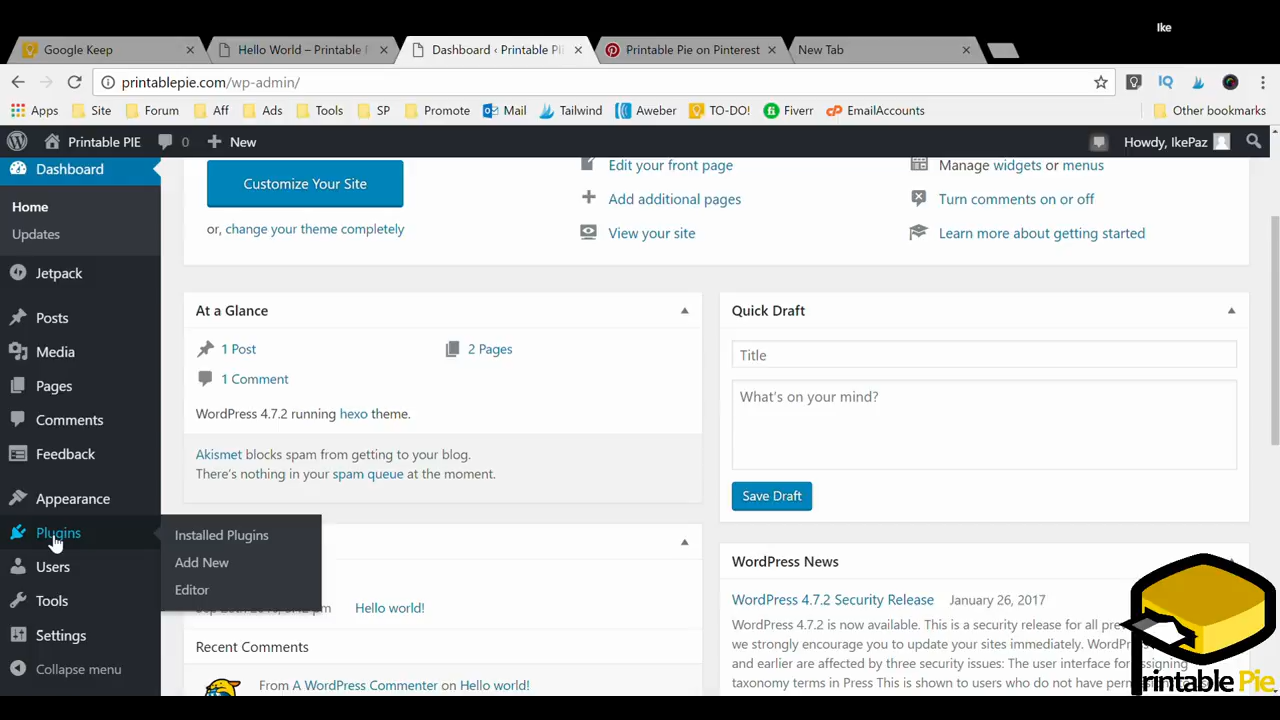 Ike
Google Keep
Hello World – Printable P
Dashboard ‹ Printable PI
Printable Pie on Pinterest
New Tab
printablepie.com/wp-admin/
Apps Site Forum Aff Ads Tools SP Promote Mail Tailwind Aweber TO-DO! Fiverr EmailAccounts Other bookmarks
Printable PIE 0 New Howdy, IkePaz
Dashboard
Home
Updates
Jetpack
Posts
Media
Pages
Comments
Feedback
Appearance
Plugins
Users
Tools
Settings
Collapse menu
Installed Plugins
Add New
Editor
Customize Your Site
or, change your theme completely
Edit your front page
Add additional pages
View your site
Manage widgets or menus
Turn comments on or off
Learn more about getting started
At a Glance
1 Post
2 Pages
1 Comment
WordPress 4.7.2 running hexo theme.
Akismet blocks spam from getting to your blog.
There's nothing in your spam queue at the moment.
Hello world!
Recent Comments
From A WordPress Commenter on Hello world!
Quick Draft
Title
What's on your mind?
Save Draft
WordPress News
WordPress 4.7.2 Security Release January 26, 2017
WordPress 4.7.2 is now available. This is a security release for all pre
we strongly encourage you to update your sites immediately. WordP
and earlier are affected by three security issues: The user interface for assigning
taxonomy terms in Press This is shown to users who do not have perm
Printable Pie